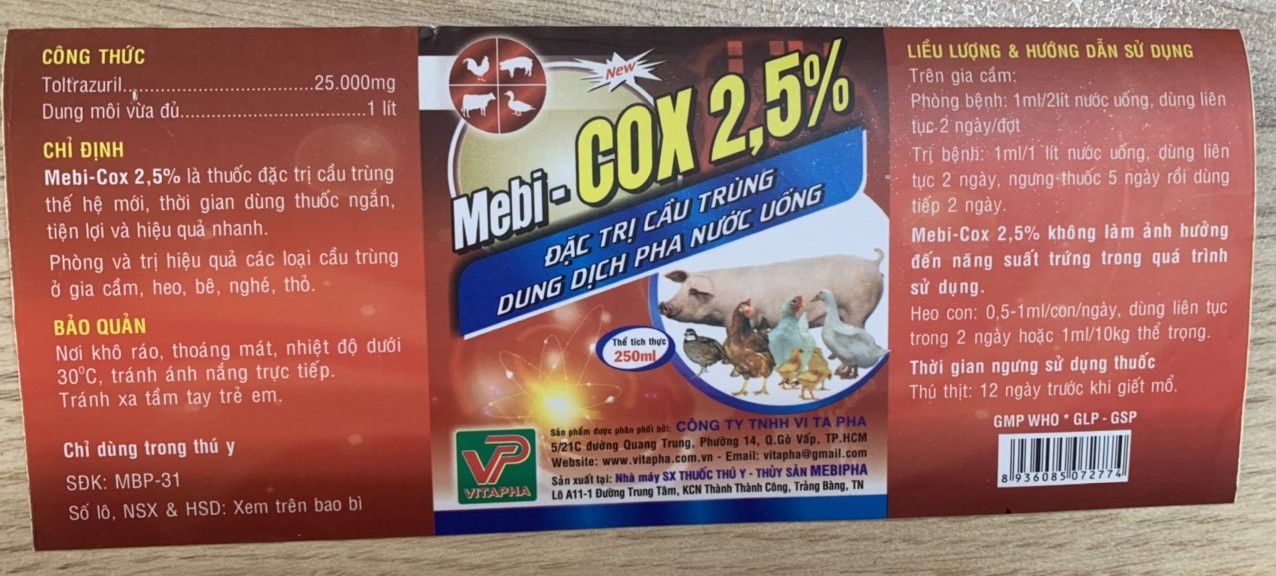 CÔNG THỨC
Toltrazuril.................................25.000mg
Dung môi vừa đủ................................1 lít
CHỈ ĐỊNH
Mebi-Cox 2,5% là thuốc đặc trị cầu trùng
thế hệ mới, thời gian dùng thuốc ngắn,
tiện lợi và hiệu quả nhanh.
Phòng và trị hiệu quả các loại cầu trùng
ở gia cầm, heo, bê, nghé, thỏ.
BẢO QUẢN
Nơi khô ráo, thoáng mát, nhiệt độ dưới
30°C, tránh ánh nắng trực tiếp.
Tránh xa tầm tay trẻ em.
Chỉ dùng trong thú y
SĐK: MBP-31
Số lô, NSX & HSD: Xem trên bao bì
New
Mebi - COX 2,5%
ĐẶC TRỊ CẦU TRÙNG
DUNG DỊCH PHA NƯỚC UỐNG
Thể tích thực
250ml
VP
VITAPHA
Sản phẩm được phân phối bởi: CÔNG TY TNHH VI TA PHA
5/21C đường Quang Trung, Phường 14, Q.Gò Vấp, TP.HCM
Website: www.vitapha.com.vn - Email: vitapha@gmail.com
Sản xuất tại: Nhà máy SX THUỐC THÚ Y - THỦY SẢN MEBIPHA
Lô A11-1 Đường Trung Tâm, KCN Thành Thành Công, Trảng Bàng, TN
LIỀU LƯỢNG & HƯỚNG DẪN SỬ DỤNG
Trên gia cầm:
Phòng bệnh: 1ml/2lít nước uống, dùng liên
tục 2 ngày/đợt
Trị bệnh: 1ml/1 lít nước uống, dùng liên
tục 2 ngày, ngưng thuốc 5 ngày rồi dùng
tiếp 2 ngày.
Mebi-Cox 2,5% không làm ảnh hưởng
đến năng suất trứng trong quá trình
sử dụng.
Heo con: 0,5-1ml/con/ngày, dùng liên tục
trong 2 ngày hoặc 1ml/10kg thể trọng.
Thời gian ngưng sử dụng thuốc
Thú thịt: 12 ngày trước khi giết mổ.
GMP WHO * GLP - GSP
8 936085 072774